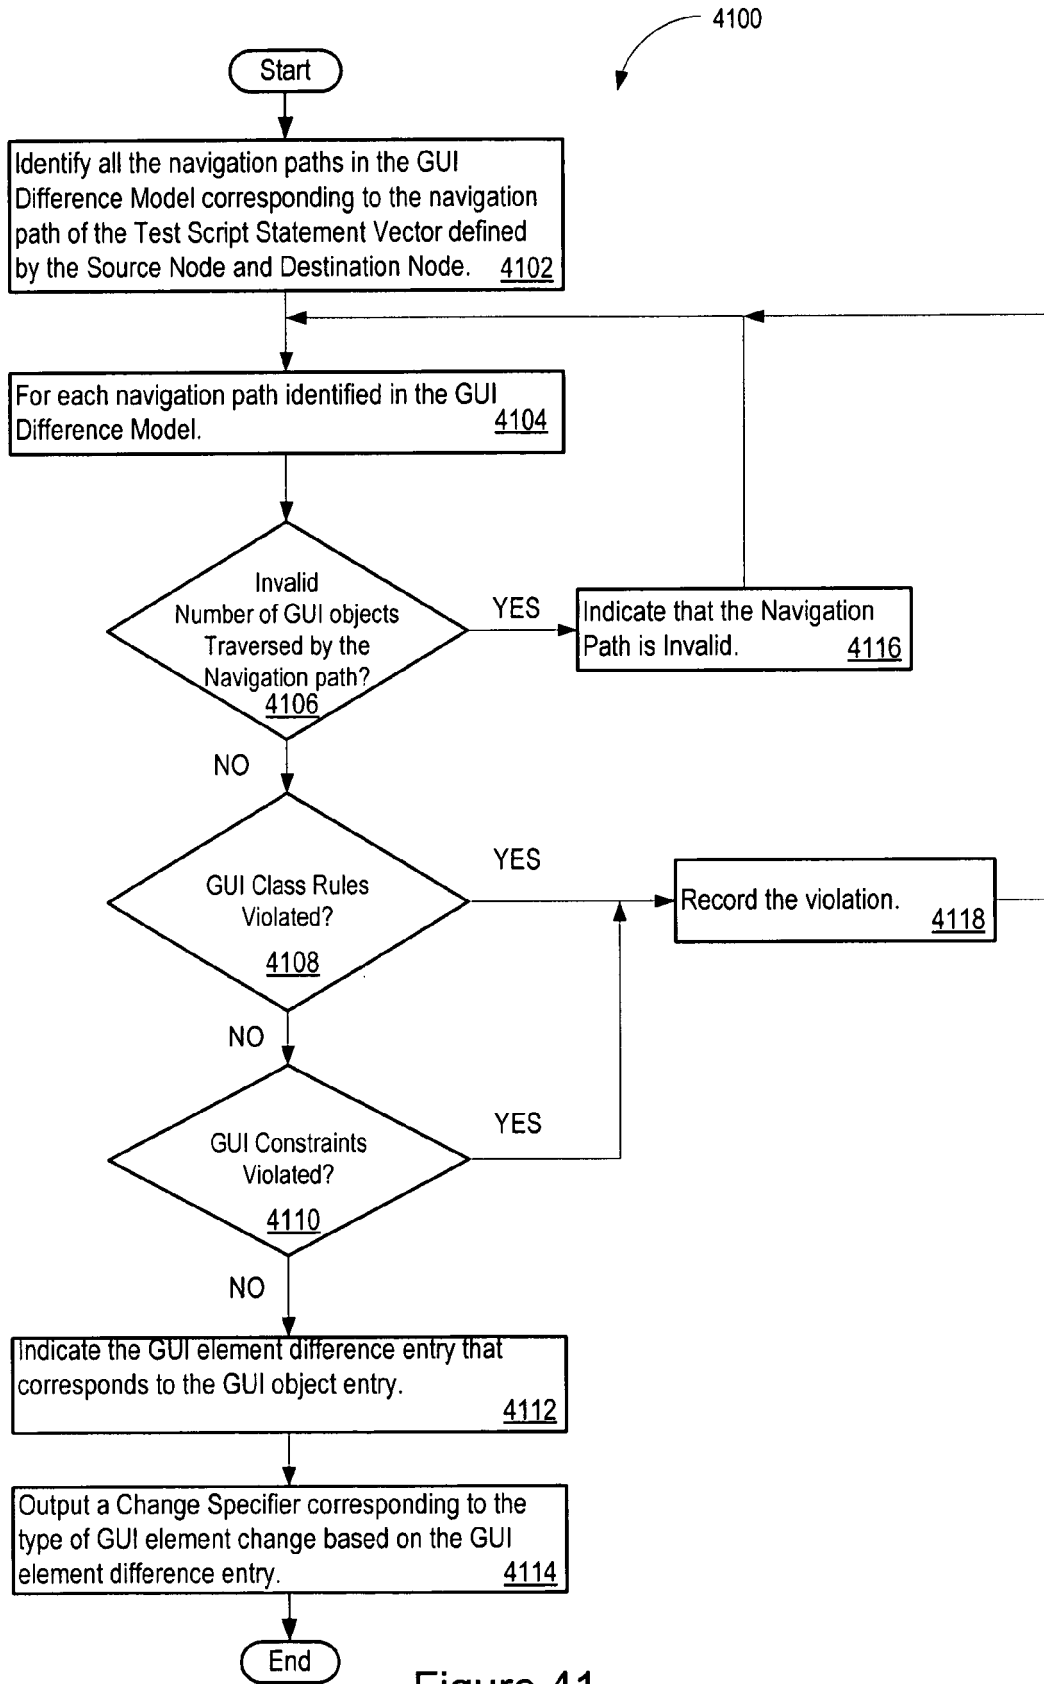 4100
Start
Identify all the navigation paths in the GUI
Difference Model corresponding to the navigation
path of the Test Script Statement Vector defined
by the Source Node and Destination Node. 4102
For each navigation path identified in the GUI
Difference Model. 4104
Invalid
Number of GUI objects
Traversed by the
Navigation path?
4106
YES
Indicate that the Navigation
Path is Invalid. 4116
NO
GUI Class Rules
Violated?
4108
YES
Record the violation.
4118
NO
GUI Constraints
Violated?
4110
YES
NO
Indicate the GUI element difference entry that
corresponds to the GUI object entry.
4112
Output a Change Specifier corresponding to the
type of GUI element change based on the GUI
element difference entry. 4114
End
Figure 41